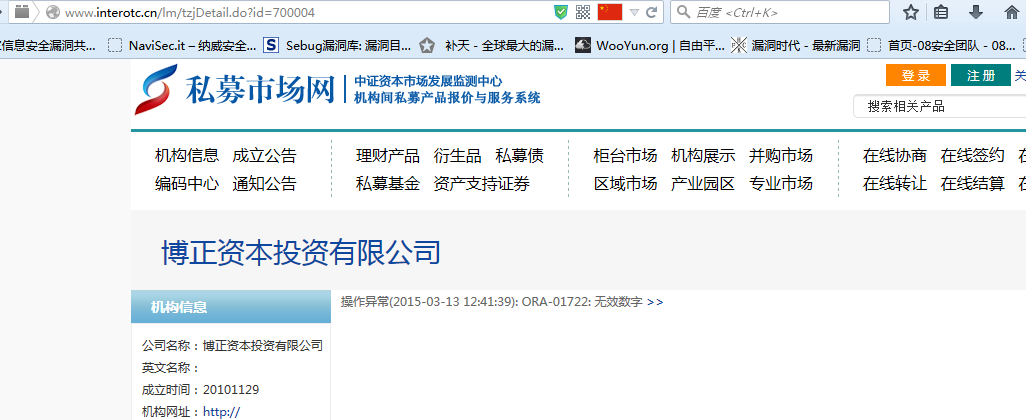 www.interotc.cn/lm/tzjDetail.do?id=700004
百度 <Ctrl+K>
信息安全漏洞共... NaviSec.it – 纳威安全... Sebug漏洞库: 漏洞目... 补天 - 全球最大的漏... WooYun.org | 自由平... 漏洞时代 - 最新漏洞 首页-08安全团队 - 08...
私募市场网
中证资本市场发展监测中心
机构间私募产品报价与服务系统
登录 注册 关
搜索相关产品
机构信息 成立公告 理财产品 衍生品 私募债 柜台市场 机构展示 并购市场 在线协商 在线签约 在
编码中心 通知公告 私募基金 资产支持证券 区域市场 产业园区 专业市场 在线转让 在线结算 在
博正资本投资有限公司
机构信息
操作异常(2015-03-13 12:41:39): ORA-01722: 无效数字 >>
公司名称：博正资本投资有限公司
英文名称：
成立时间：20101129
机构网址：http://